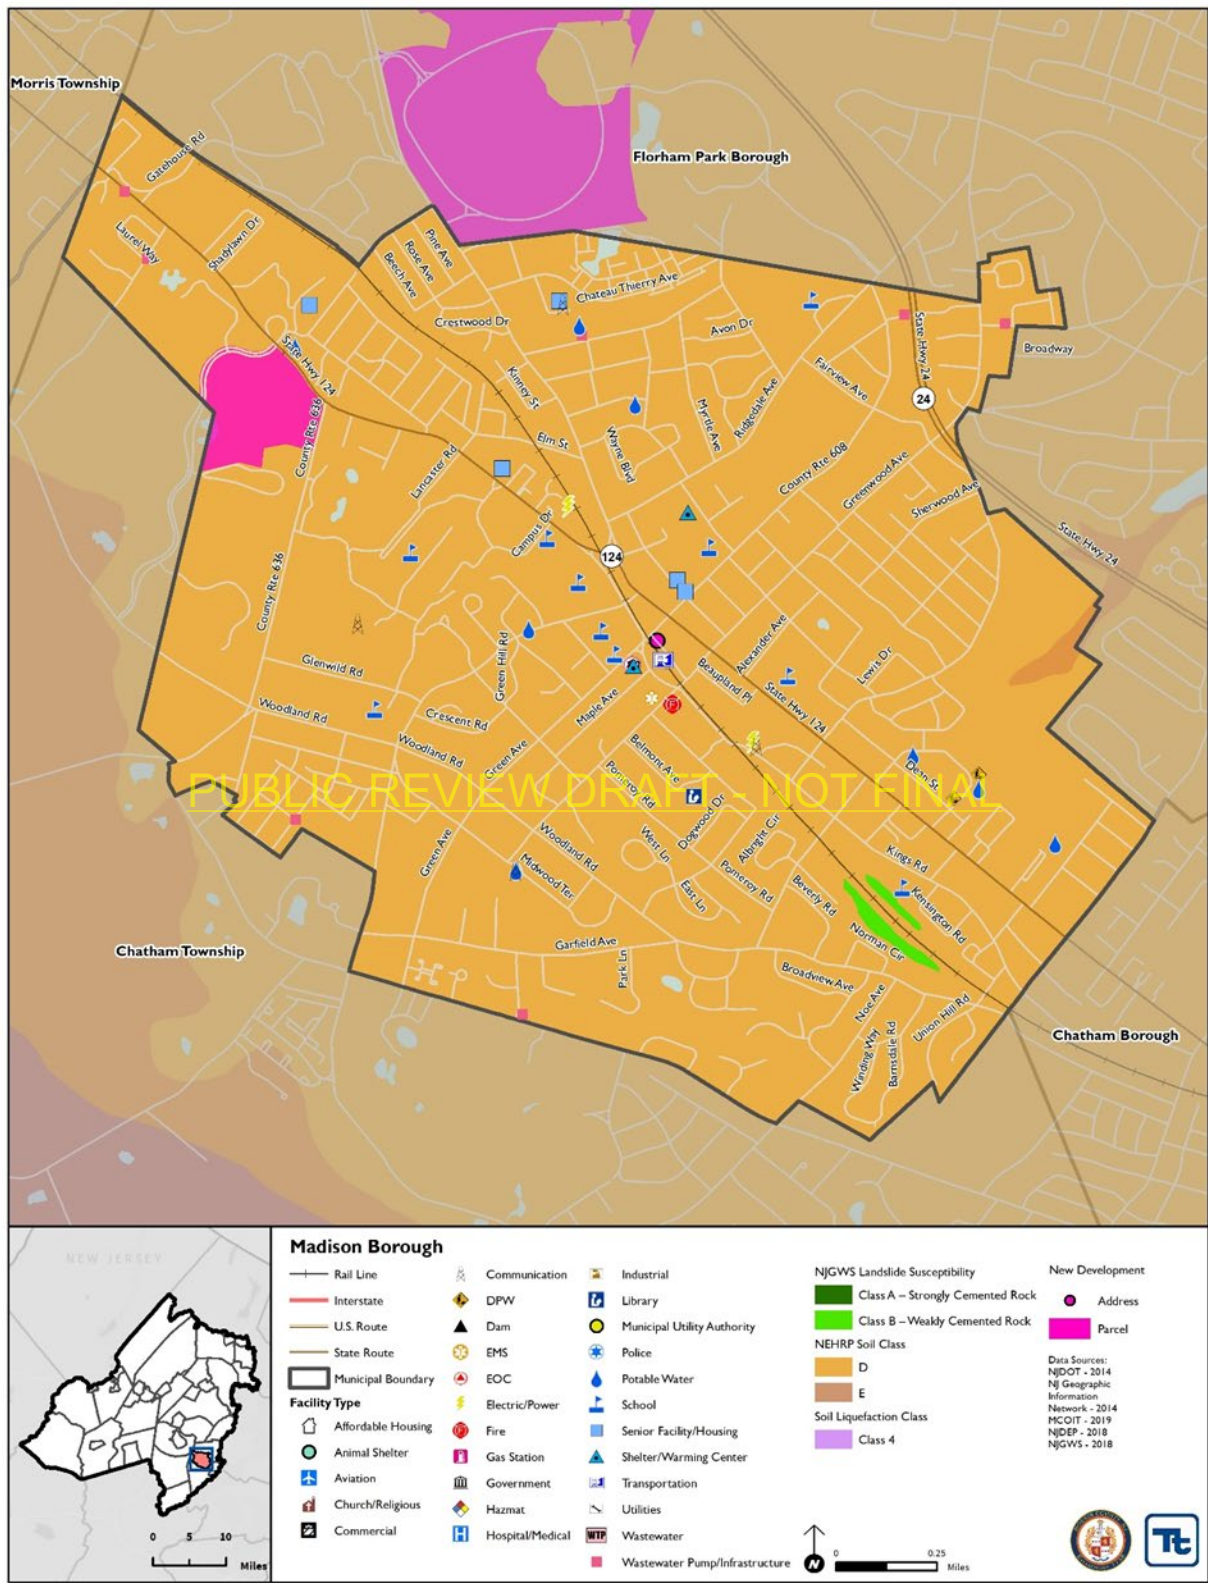 Morris Township
Gatehouse Rd
Florham Park Borough
Laurel Way
Shadylawn Dr
Pine Ave
Rose Ave
Beech Ave
Chateau Thierry Ave
Crestwood Dr
Avon Dr
State Hwy 24
Broadway
State Hwy 124
Kinney St
Fairview Ave
24
Myrtle Ave
Ridgedale Ave
County Rte 636
Elm St
Wayne Blvd
Lancaster Rd
County Rte 608
Greenwood Ave
Sherwood Ave
Campus Dr
124
State Hwy 24
County Rte 636
Green Hill Rd
Alexander Ave
Glenwild Rd
Beaupland Pl
Lewis Dr
Maple Ave
State Hwy 124
Woodland Rd
Crescent Rd
Woodland Rd
Green Ave
Belmont Ave
Pomeroy Rd
Dean St
PUBLIC REVIEW DRAFT - NOT FINAL
Dogwood Dr
Albright Cir
Green Ave
Woodland Rd
West Ln
Kings Rd
Midwood Ter
East Ln
Pomeroy Rd
Beverly Rd
Kensington Rd
Chatham Township
Garfield Ave
Norman Cir
Park Ln
Broadview Ave
Noe Ave
Union Hill Rd
Winding Way
Barnsdale Rd
Chatham Borough
NEW JERSEY
0 5 10
Miles
Madison Borough
Rail Line
Interstate
U.S. Route
State Route
Municipal Boundary
Facility Type
Affordable Housing
Animal Shelter
Aviation
Church/Religious
Commercial
Communication
DPW
Dam
EMS
EOC
Electric/Power
Fire
Gas Station
Government
Hazmat
Hospital/Medical
Industrial
Library
Municipal Utility Authority
Police
Potable Water
School
Senior Facility/Housing
Shelter/Warming Center
Transportation
Utilities
WTP Wastewater
Wastewater Pump/Infrastructure
NJGWS Landslide Susceptibility
Class A – Strongly Cemented Rock
Class B – Weakly Cemented Rock
NEHRP Soil Class
D
E
Soil Liquefaction Class
Class 4
New Development
Address
Parcel
Data Sources:
NJDOT - 2014
NJ Geographic
Information
Network - 2014
MCOIT - 2019
NJDEP - 2018
NJGWS - 2018
N
0 0.25
Miles
Tt